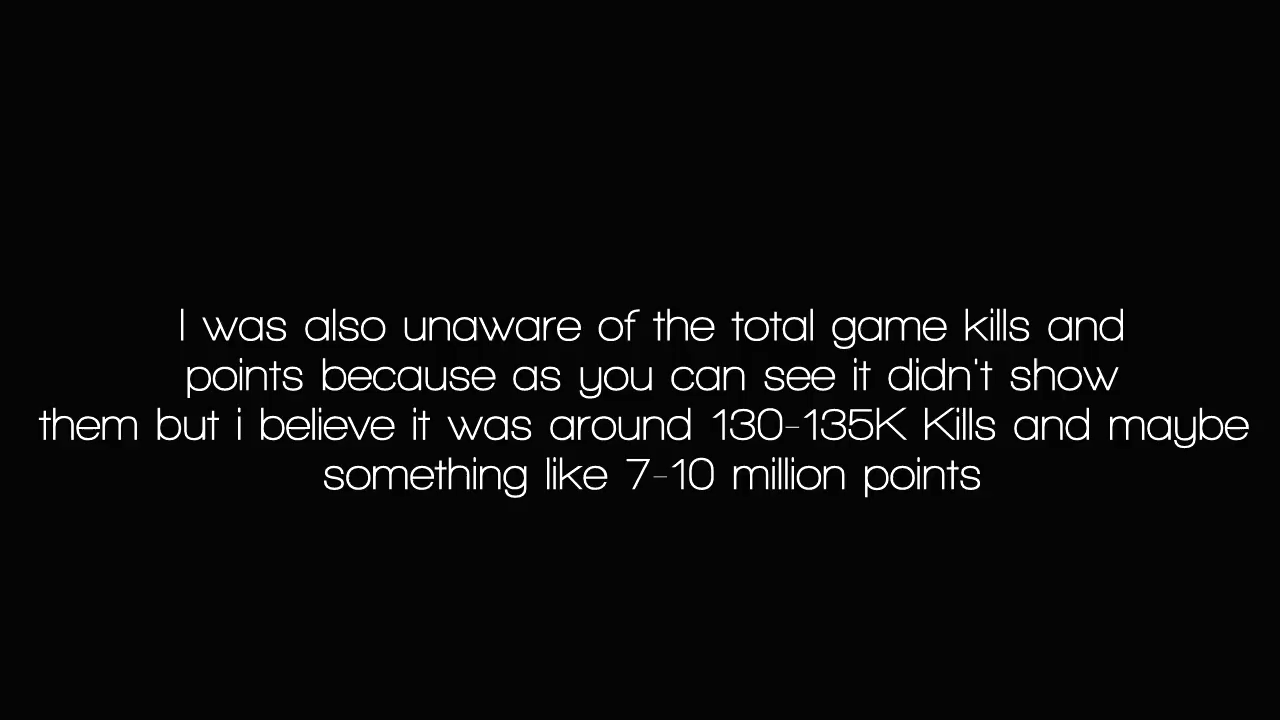 I was also unaware of the total game kills and
points because as you can see it didn't show
them but i believe it was around 130-135K Kills and maybe
something like 7-10 million points